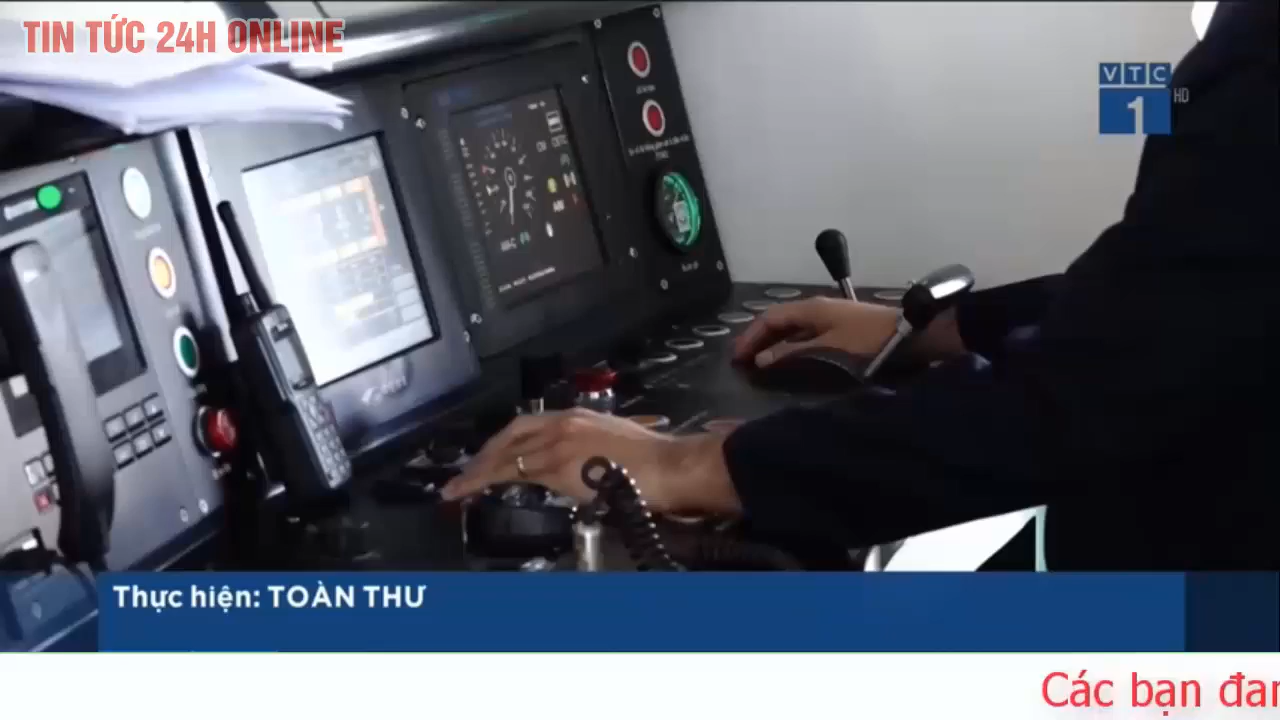 TIN TỨC 24H ONLINE
VTC
1
HD
Thực hiện: TOÀN THƯ
Các bạn đan